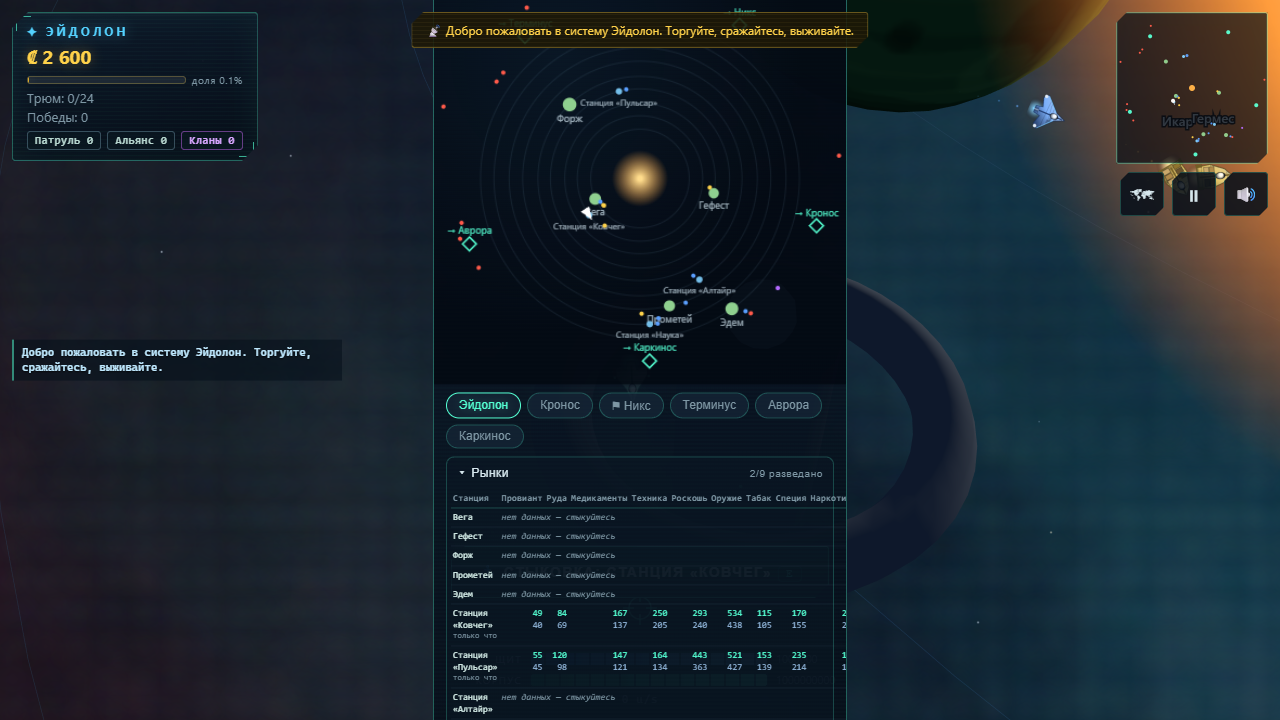 ЭЙДОЛОН
₡ 2 600
доля 0.1%
Трюм: 0/24
Победы: 0
Патруль 0
Альянс 0
Кланы 0
Добро пожаловать в систему Эйдолон. Торгуйте, сражайтесь, выживайте.
Добро пожаловать в систему Эйдолон. Торгуйте,
сражайтесь, выживайте.
Станция «Пульсар»
Форж
Вега
Станция «Ковчег»
Гефест
→ Кронос
→ Аврора
Станция «Алтайр»
Прометей
Эдем
Станция «Наука»
→ Каркинос
Гермес
Эйдолон
Кронос
⚑ Никс
Терминус
Аврора
Каркинос
Рынки
2/9 разведано
Станция Провиант Руда Медикаменты Техника Роскошь Оружие Табак Специя Наркоти
Вега нет данных — стыкуйтесь
Гефест нет данных — стыкуйтесь
Форж нет данных — стыкуйтесь
Прометей нет данных — стыкуйтесь
Эдем нет данных — стыкуйтесь
Станция 49 84 167 250 293 534 115 170 2
«Ковчег» 40 69 137 205 240 438 105 155 2
только что
Станция 55 120 147 164 443 521 153 235 1
«Пульсар» 45 98 121 134 363 427 139 214 1
только что
Станция нет данных — стыкуйтесь
«Алтайр»